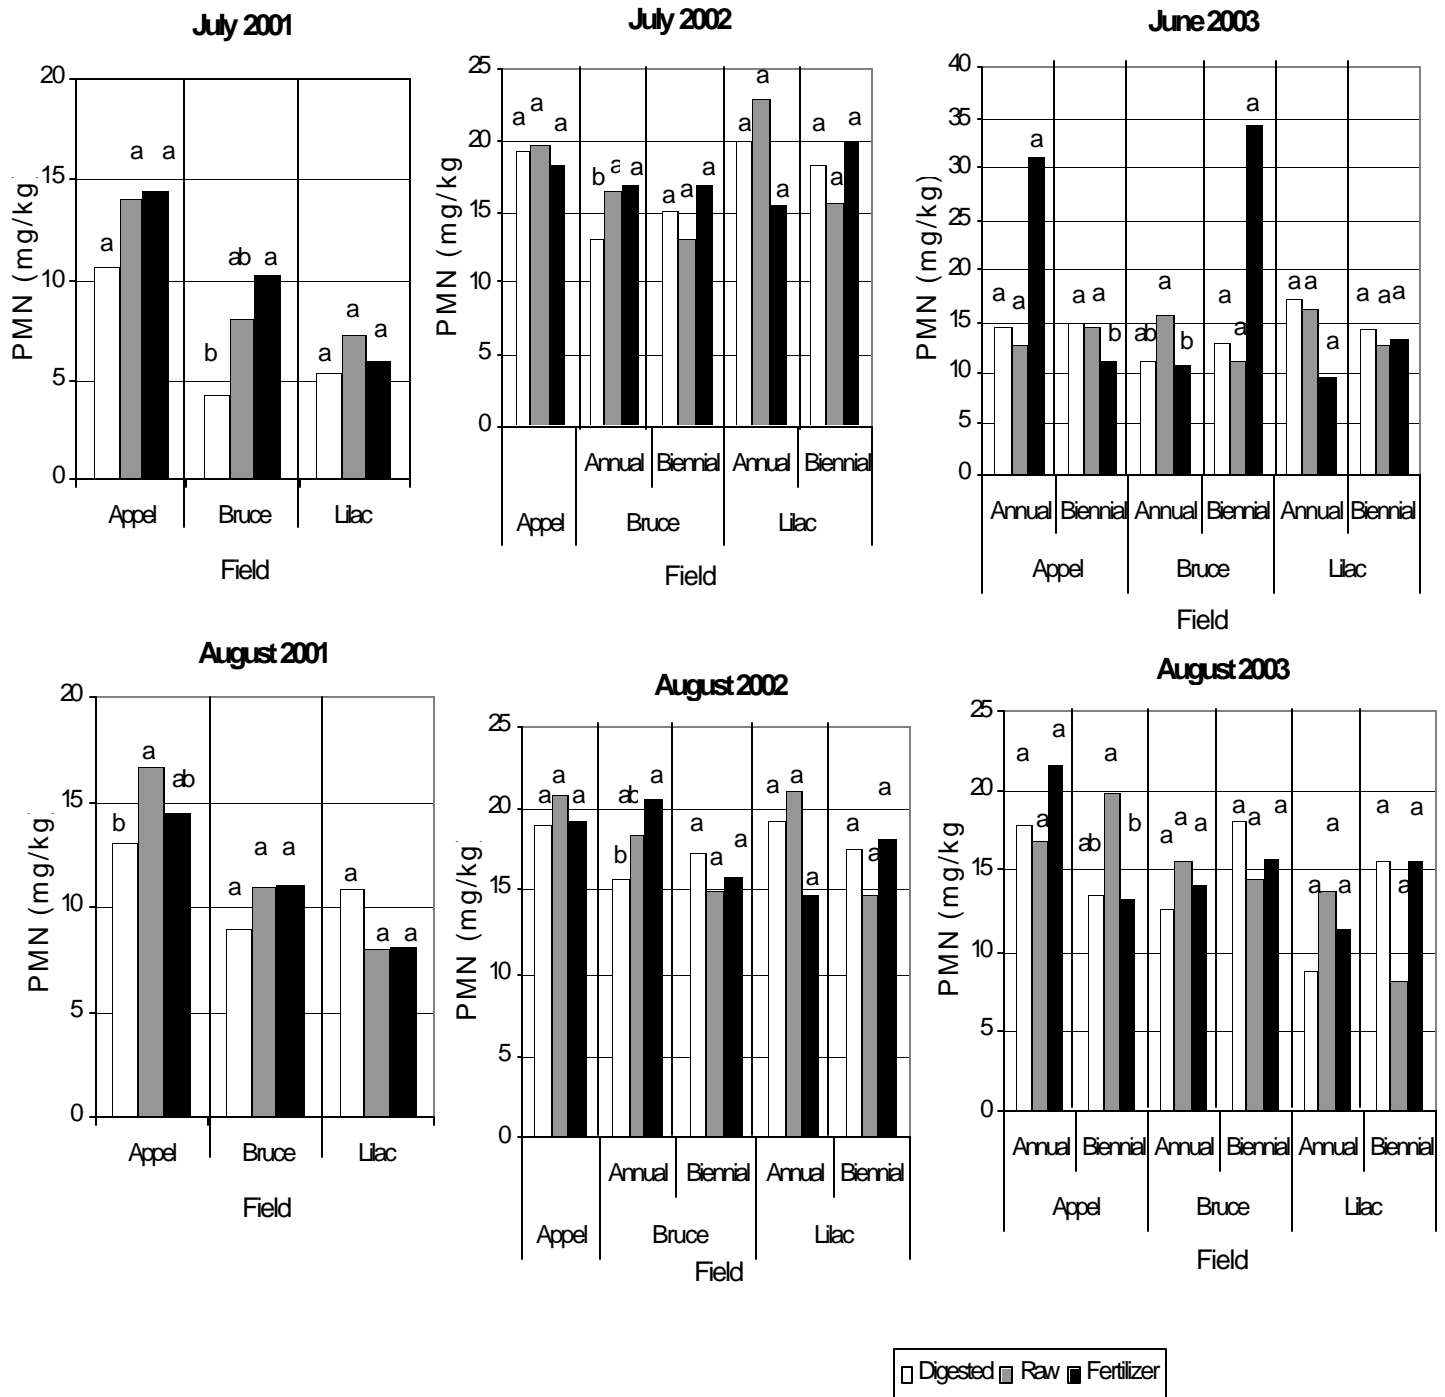 July 2001
20
15
10
5
0
PMN (mg/kg)
a
a
a
b
ab
a
a
a
a
Appel
Bruce
Lilac
Field
July 2002
25
20
15
10
5
0
PMN (mg/kg)
a
a
a
b
a
a
a
a
a
a
a
a
a
a
a
Annual
Biennial
Annual
Biennial
Appel
Bruce
Lilac
Field
June 2003
40
35
30
25
20
15
10
5
0
PMN (mg/kg)
a
a
a
a
a
b
ab
a
b
a
a
a
a
a
a
a
a
a
Annual
Biennial
Annual
Biennial
Annual
Biennial
Appel
Bruce
Lilac
Field
August 2001
20
15
10
5
0
PMN (mg/kg)
b
a
ab
a
a
a
a
a
a
Appel
Bruce
Lilac
Field
August 2002
25
20
15
10
5
0
PMN (mg/kg)
a
a
a
b
ab
a
a
a
a
a
a
a
a
a
a
Annual
Biennial
Annual
Biennial
Appel
Bruce
Lilac
Field
August 2003
25
20
15
10
5
0
PMN (mg/kg)
a
a
a
ab
a
b
a
a
a
a
a
a
a
a
a
a
a
a
Annual
Biennial
Annual
Biennial
Annual
Biennial
Appel
Bruce
Lilac
Field
Digested Raw Fertilizer